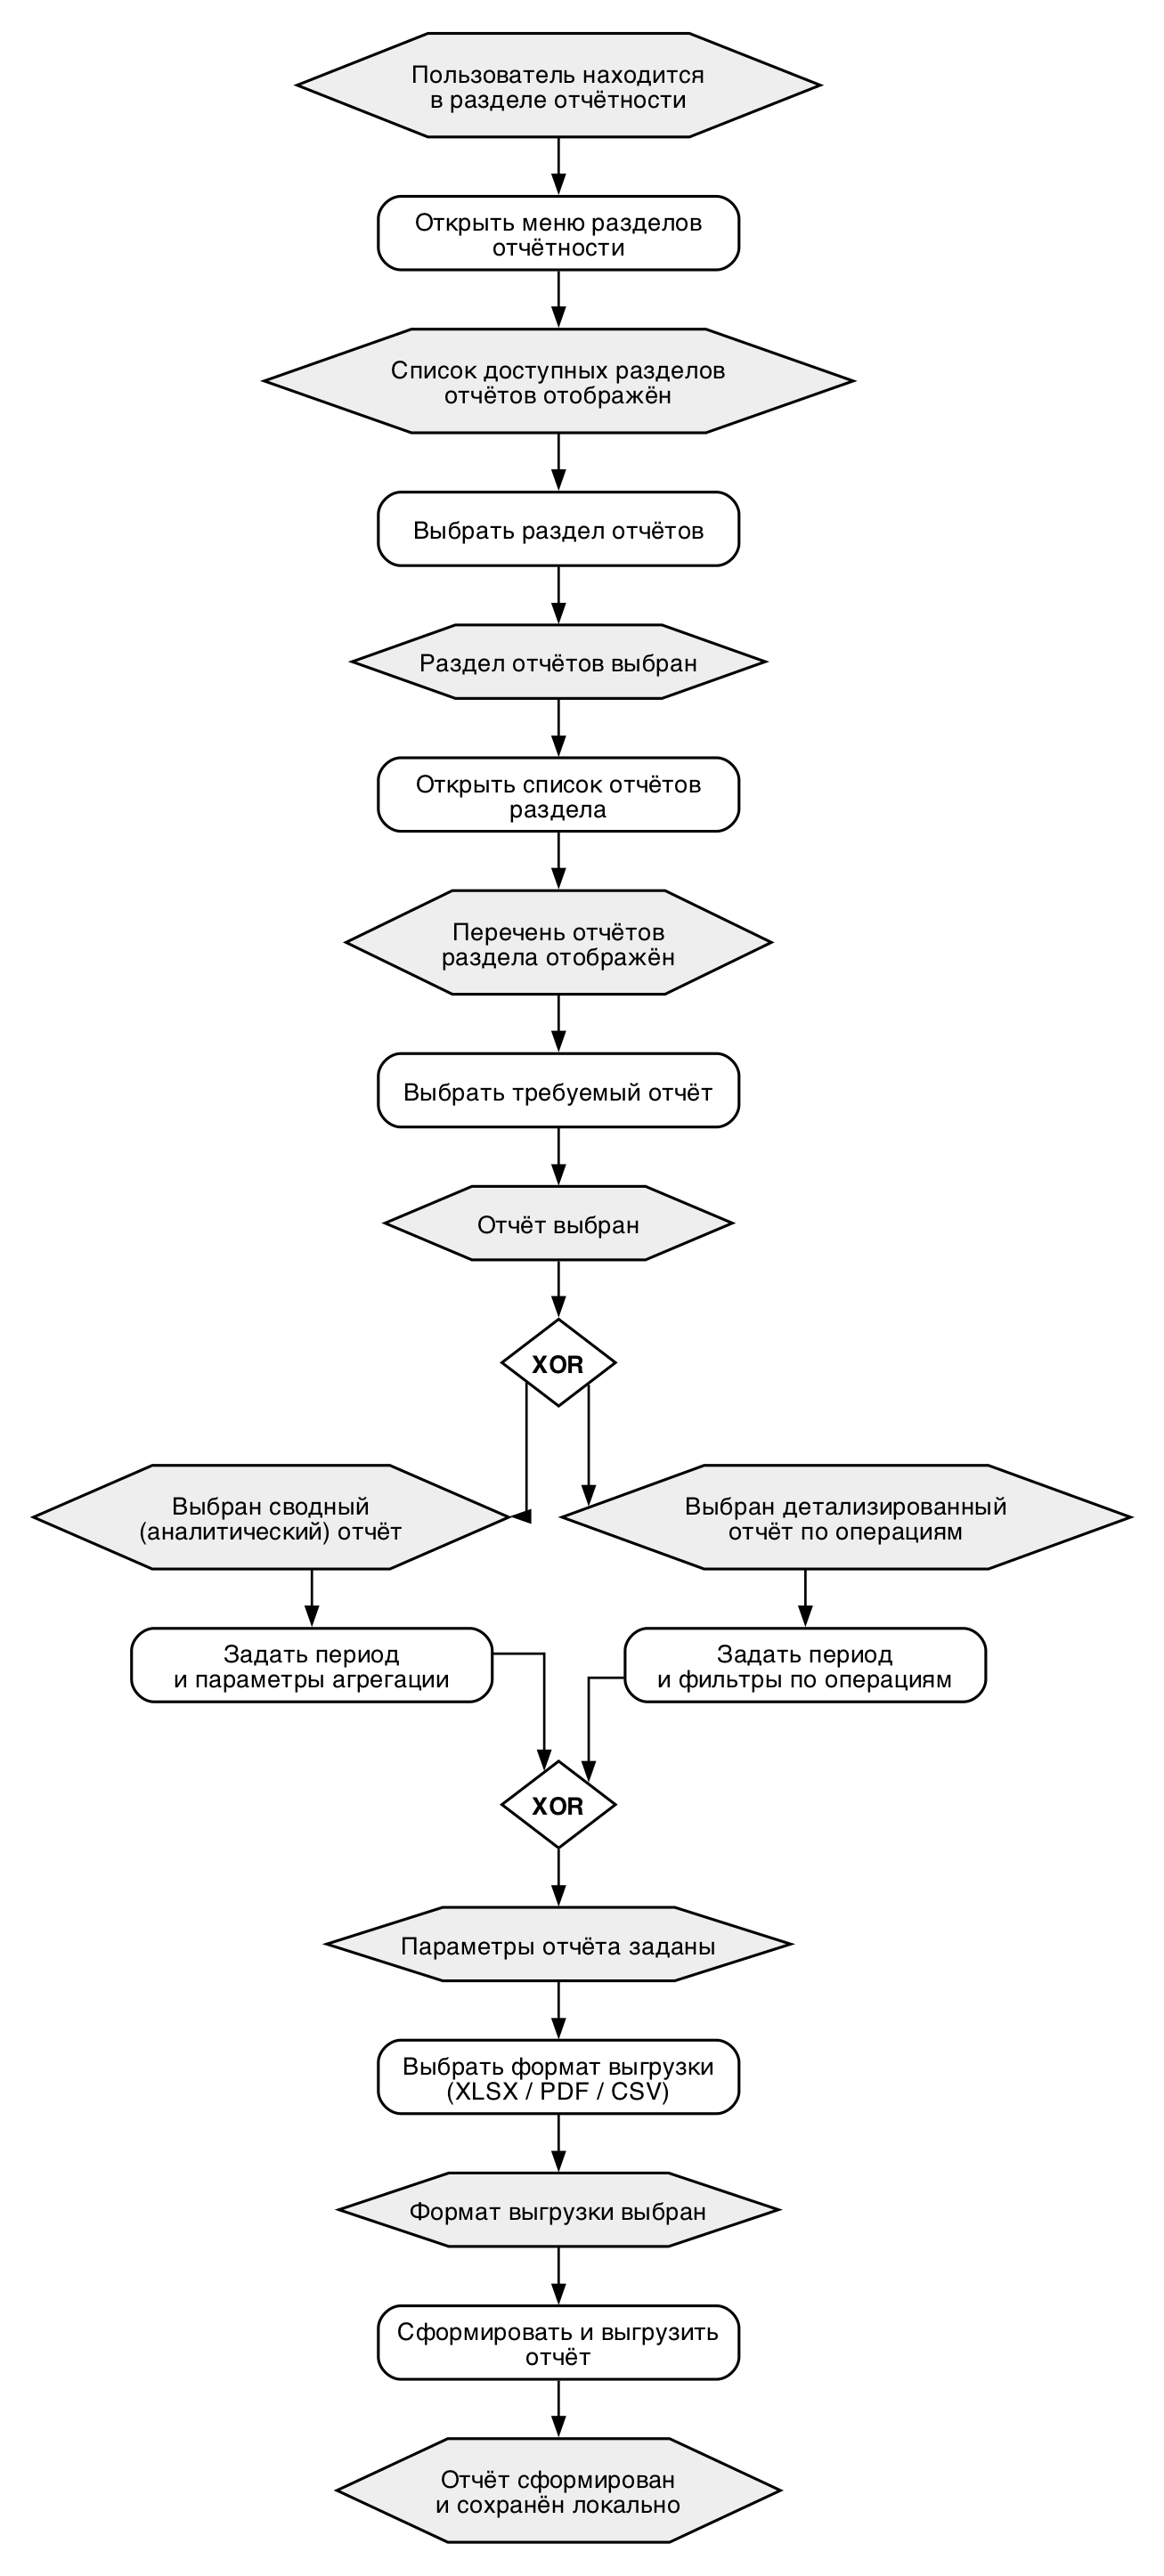 Пользователь находится
в разделе отчётности
Открыть меню разделов
отчётности
Список доступных разделов
отчётов отображён
Выбрать раздел отчётов
Раздел отчётов выбран
Открыть список отчётов
раздела
Перечень отчётов
раздела отображён
Выбрать требуемый отчёт
Отчёт выбран
XOR
Выбран сводный
(аналитический) отчёт
Выбран детализированный
отчёт по операциям
Задать период
и параметры агрегации
Задать период
и фильтры по операциям
XOR
Параметры отчёта заданы
Выбрать формат выгрузки
(XLSX / PDF / CSV)
Формат выгрузки выбран
Сформировать и выгрузить
отчёт
Отчёт сформирован
и сохранён локально